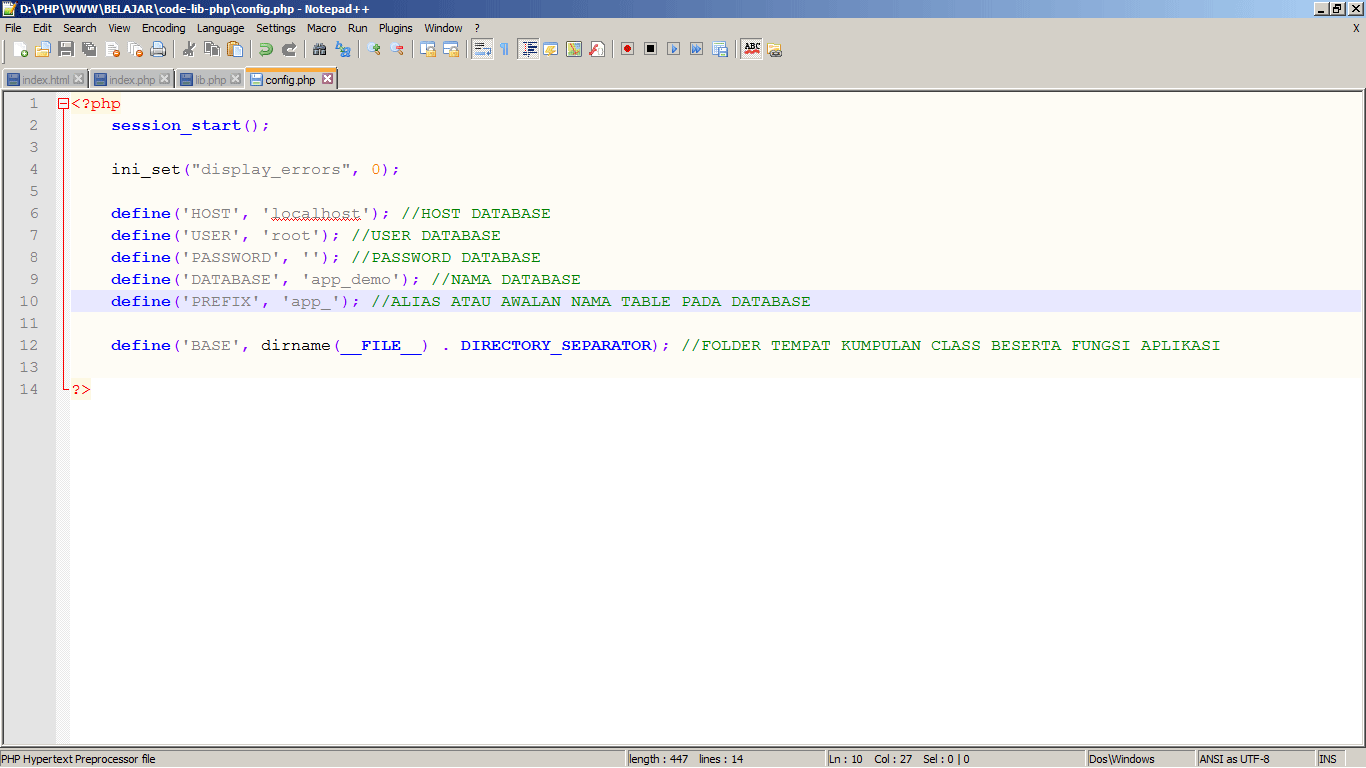 D:\PHP\WWW\BELAJAR\code-lib-php\config.php - Notepad++
File Edit Search View Encoding Language Settings Macro Run Plugins Window ? X
ABC
index.html index.php lib.php config.php
1 <?php
2 session_start();
3
4 ini_set("display_errors", 0);
5
6 define('HOST', 'localhost'); //HOST DATABASE
7 define('USER', 'root'); //USER DATABASE
8 define('PASSWORD', ''); //PASSWORD DATABASE
9 define('DATABASE', 'app_demo'); //NAMA DATABASE
10 define('PREFIX', 'app_'); //ALIAS ATAU AWALAN NAMA TABLE PADA DATABASE
11
12 define('BASE', dirname(__FILE__) . DIRECTORY_SEPARATOR); //FOLDER TEMPAT KUMPULAN CLASS BESERTA FUNGSI APLIKASI
13
14 ?>
PHP Hypertext Preprocessor file length : 447 lines : 14 Ln : 10 Col : 27 Sel : 0 | 0 Dos\Windows ANSI as UTF-8 INS